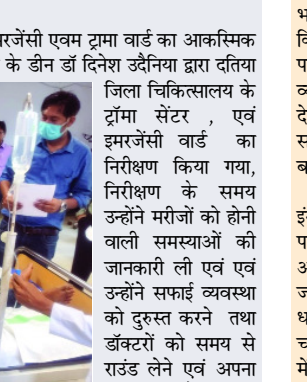 रजेंसी एवम ट्रामा वार्ड का आकस्मिक
के डीन डॉ दिनेश उदैनिया द्वारा दतिया
जिला चिकित्सालय के
ट्रॉमा सेंटर , एवं
इमरजेंसी वार्ड का
निरीक्षण किया गया,
निरीक्षण के समय
उन्होंने मरीजों को होनी
वाली समस्याओं की
जानकारी ली एवं एवं
उन्होंने सफाई व्यवस्था
को दुरुस्त करने तथा
डॉक्टरों को समय से
राउंड लेने एवं अपना